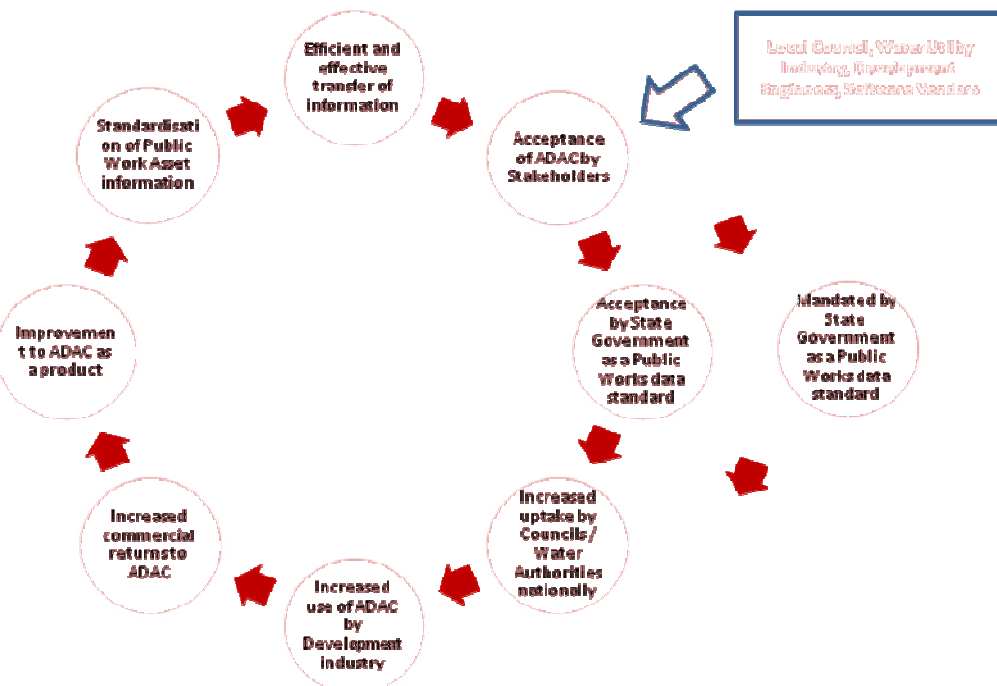 Efficient and
effective
transfer of
information
Local Council, Water Utility
Industry, Development
Engineers, Software Vendors
Acceptance
of ADAC by
Stakeholders
Acceptance
by State
Government
as a Public
Works data
standard
Mandated by
State
Government
as a Public
Works data
standard
Increased
uptake by
Councils/
Water
Authorities
nationally
Increased
use of ADAC
by
Development
industry
Increased
commercial
returns to
ADAC
Improvemen
t to ADAC as
a product
Standardisati
on of Public
Work Asset
information